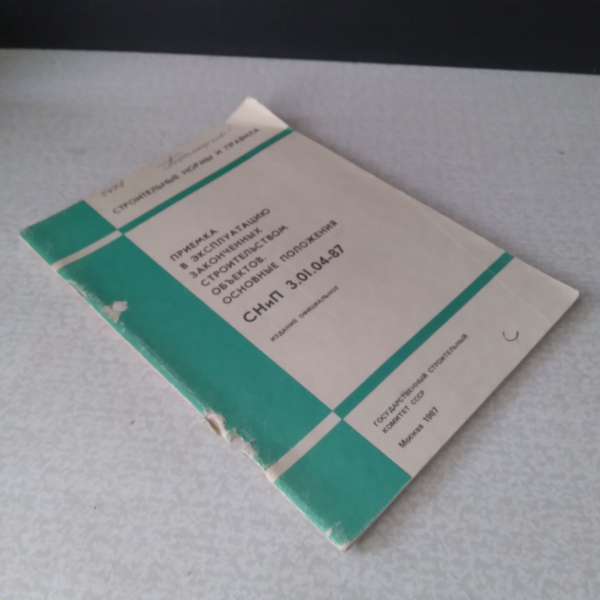 СТРОИТЕЛЬНЫЕ НОРМЫ И ПРАВИЛА
ПРИЕМКА
В ЭКСПЛУАТАЦИЮ
ЗАКОНЧЕННЫХ
СТРОИТЕЛЬСТВОМ
ОБЪЕКТОВ.
ОСНОВНЫЕ ПОЛОЖЕНИЯ
СНиП 3.01.04-87
ИЗДАНИЕ ОФИЦИАЛЬНОЕ
ГОСУДАРСТВЕННЫЙ СТРОИТЕЛЬНЫЙ
КОМИТЕТ СССР
Москва 1987